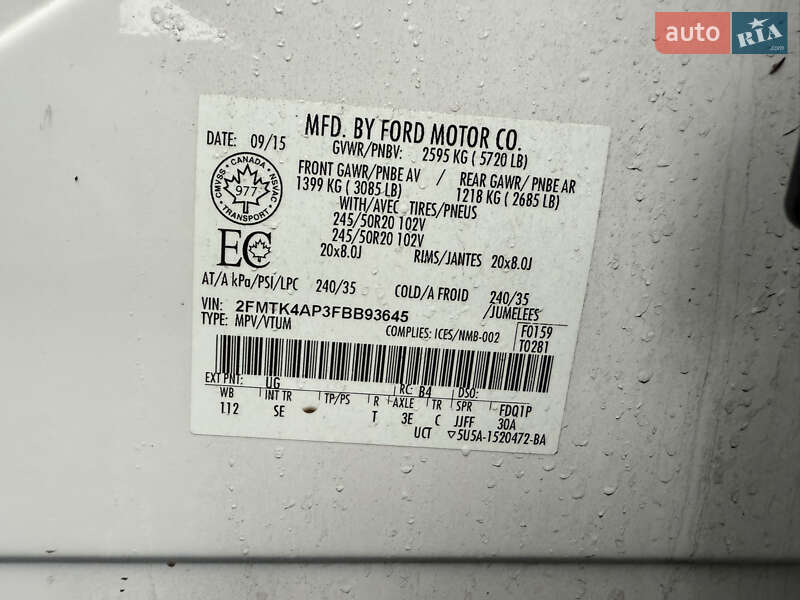 auto RIA .com
MFD. BY FORD MOTOR CO.
DATE: 09/15
GVWR/PNBV: 2595 KG ( 5720 LB)
FRONT GAWR/PNBE AV / REAR GAWR/ PNBE AR
1399 KG ( 3085 LB) 1218 KG ( 2685 LB)
WITH/AVEC TIRES/PNEUS
245/50R20 102V
245/50R20 102V
20x8.0J RIMS/JANTES 20x8.0J
CMVSS • CANADA • NSVAC
977
TRANSPORT
EC
AT/A kPa/PSI/LPC 240/35 COLD/A FROID 240/35
/JUMELEES
VIN: 2FMTK4AP3FBB93645
TYPE: MPV/VTUM COMPLIES: ICES/NMB-002
F0159
T0281
EXT PNT: UG RC: B4 DSO:
WB INT TR TP/PS R AXLE TR SPR FDQ1P
112 SE T 3E C JJFF 30A
UCT ▽5U5A-1520472-BA